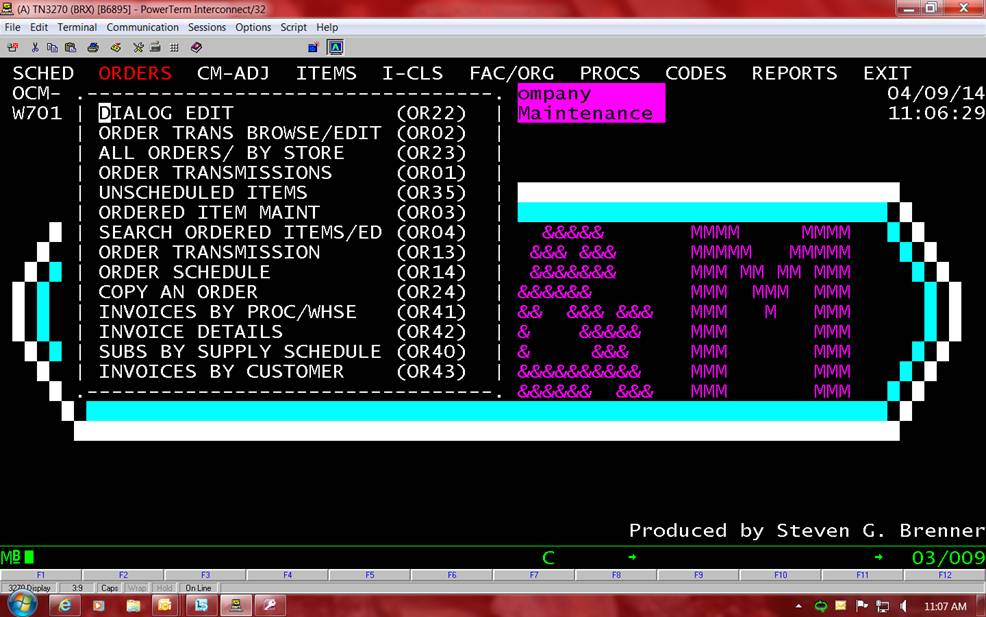 (A) TN3270 (BRX) [B6895] - PowerTerm Interconnect/32
File Edit Terminal Communication Sessions Options Script Help
SCHED ORDERS CM-ADJ ITEMS I-CLS FAC/ORG PROCS CODES REPORTS EXIT
OCM- .----------------------------------. ompany 04/09/14
W701 | DIALOG EDIT (OR22) | Maintenance 11:06:29
| ORDER TRANS BROWSE/EDIT (OR02) |
| ALL ORDERS/ BY STORE (OR23) |
| ORDER TRANSMISSIONS (OR01) |
| UNSCHEDULED ITEMS (OR35) |
| ORDERED ITEM MAINT (OR03) |
| SEARCH ORDERED ITEMS/ED (OR04) | &&&&& MMMM MMMM
| ORDER TRANSMISSION (OR13) | &&& &&& MMMMM MMMMM
| ORDER SCHEDULE (OR14) | &&&&&&& MMM MM MM MMM
| COPY AN ORDER (OR24) | &&&&&& MMM MMM MMM
| INVOICES BY PROC/WHSE (OR41) | && &&& &&& MMM M MMM
| INVOICE DETAILS (OR42) | & &&&&& MMM MMM
| SUBS BY SUPPLY SCHEDULE (OR40) | & &&& MMM MMM
| INVOICES BY CUSTOMER (OR43) | &&&&&&&&&& MMM MMM
.----------------------------------. &&&&&& &&& MMM MMM
Produced by Steven G. Brenner
MB C → → 03/009
F1 F2 F3 F4 F5 F6 F7 F8 F9 F10 F11 F12
3270 Display 3:9 Caps Wrap Hold On Line
11:07 AM